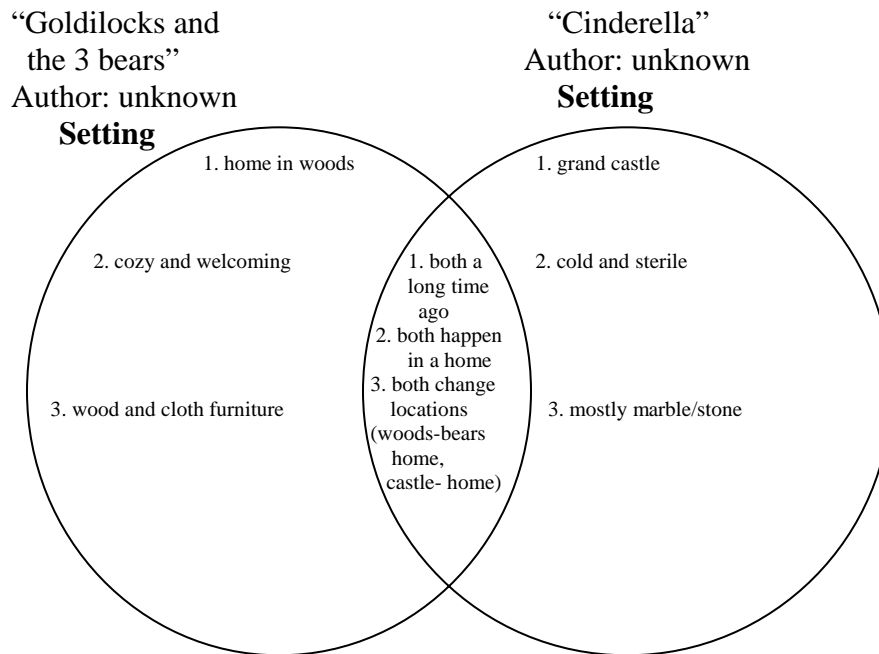 “Goldilocks and
the 3 bears”
Author: unknown
Setting
“Cinderella”
Author: unknown
Setting
1. home in woods
2. cozy and welcoming
3. wood and cloth furniture
1. both a
long time
ago
2. both happen
in a home
3. both change
locations
(woods-bears
home,
castle- home)
1. grand castle
2. cold and sterile
3. mostly marble/stone